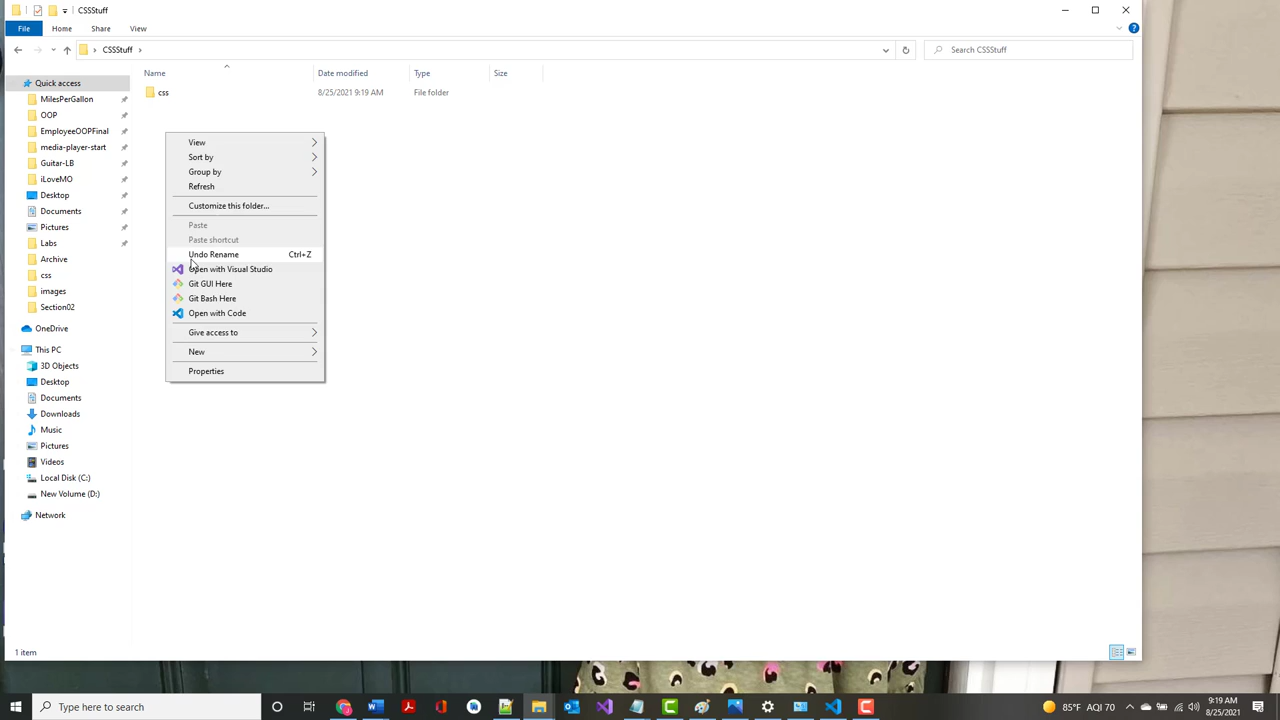 CSSStuff
File Home Share View
CSSStuff Search CSSStuff
Name Date modified Type Size
css 8/25/2021 9:19 AM File folder
Quick access
MilesPerGallon
OOP
EmployeeOOPFinal
media-player-start
Guitar-LB
iLoveMO
Desktop
Documents
Pictures
Labs
Archive
css
images
Section02
OneDrive
This PC
3D Objects
Desktop
Documents
Downloads
Music
Pictures
Videos
Local Disk (C:)
New Volume (D:)
Network
View
Sort by
Group by
Refresh
Customize this folder...
Paste
Paste shortcut
Undo Rename Ctrl+Z
Open with Visual Studio
Git GUI Here
Git Bash Here
Open with Code
Give access to
New
Properties
1 item
Type here to search
85°F AQI 70
9:19 AM
8/25/2021